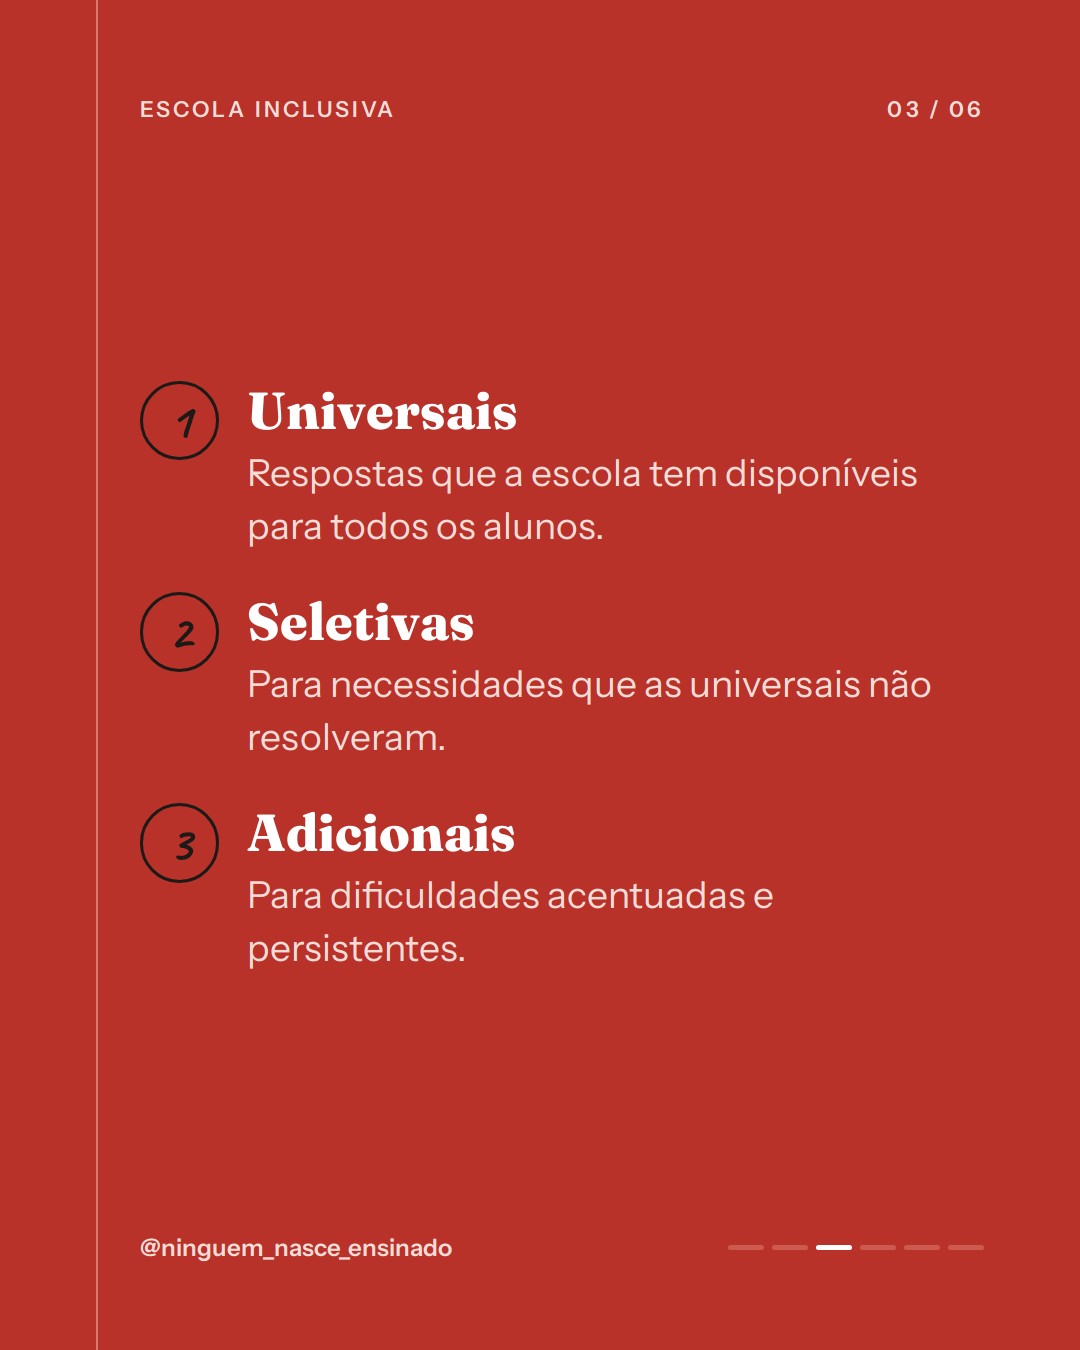 ESCOLA INCLUSIVA
03 / 06
1
Universais
Respostas que a escola tem disponíveis
para todos os alunos.
2
Seletivas
Para necessidades que as universais não
resolveram.
3
Adicionais
Para dificuldades acentuadas e
persistentes.
@ninguem_nasce_ensinado